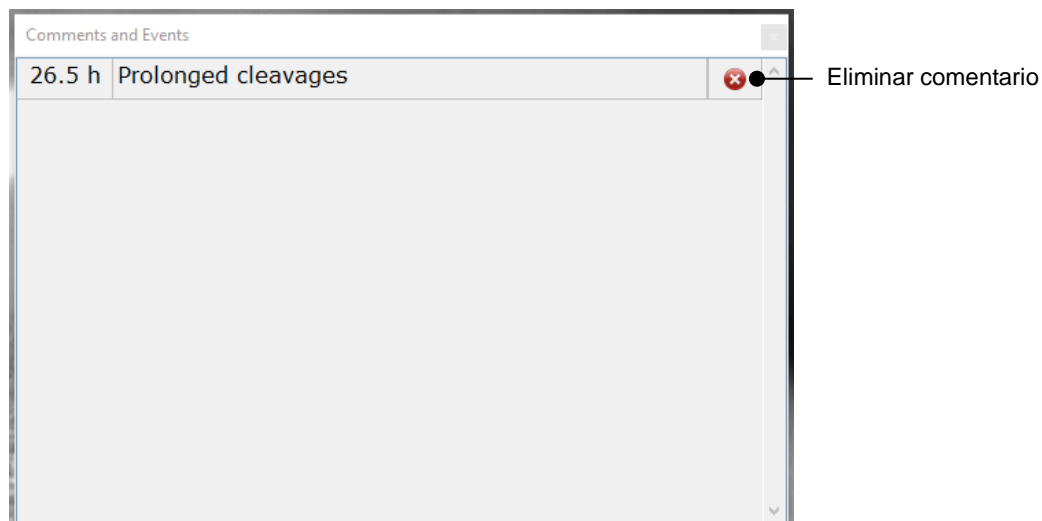 Comments and Events
26.5 h Prolonged cleavages
Eliminar comentario